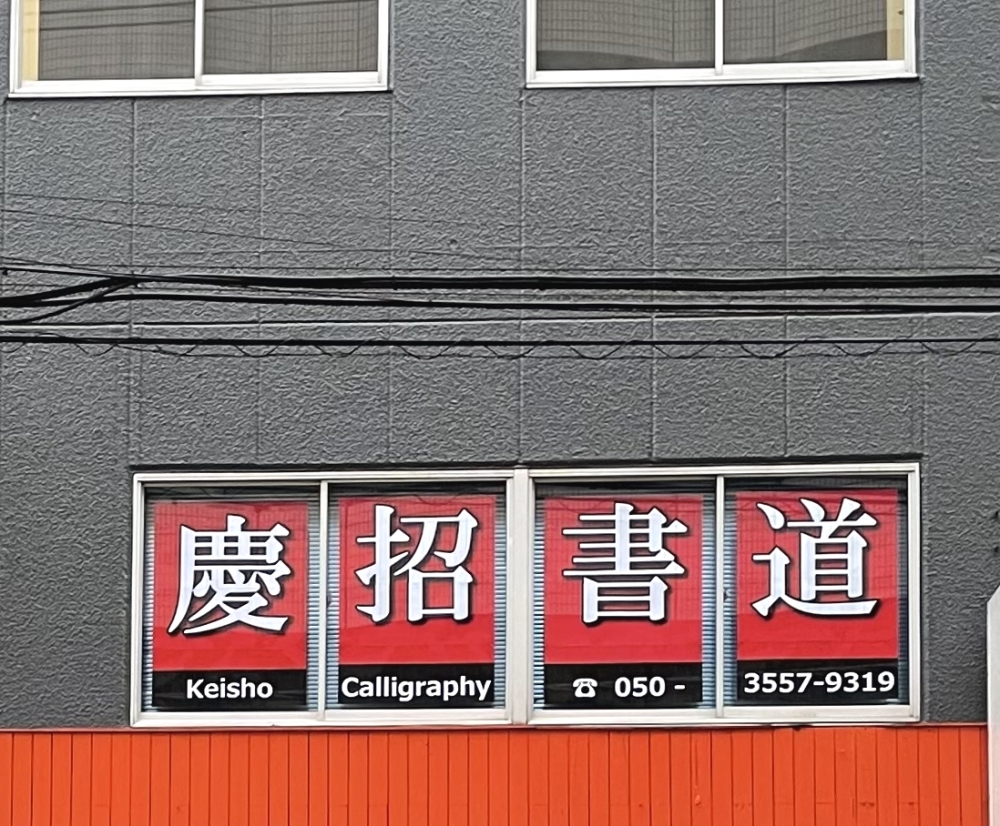 慶招書道
Keisho Calligraphy ☎ 050 - 3557-9319